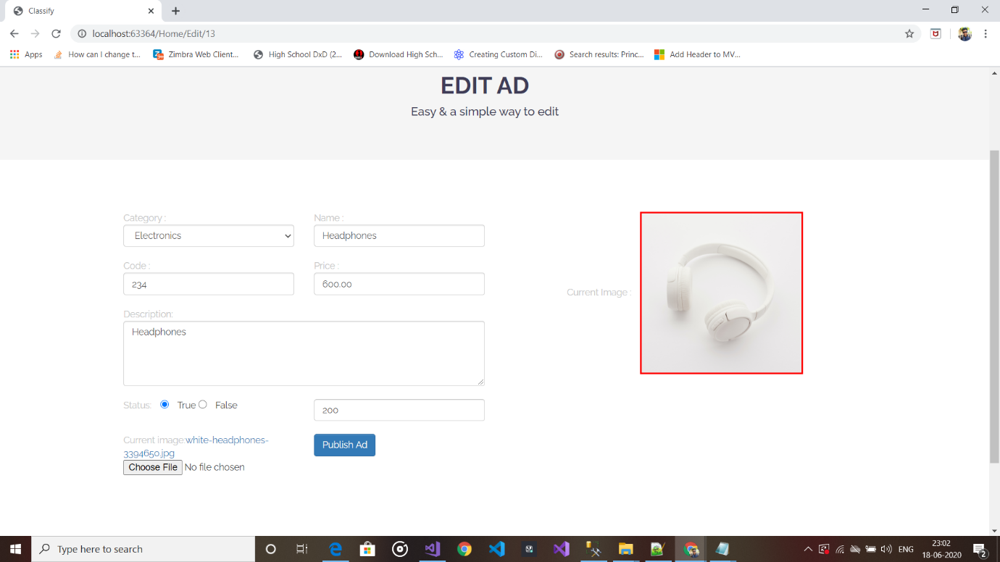 Classify
localhost:63364/Home/Edit/13
Apps
How can I change t...
Zimbra Web Client...
High School DxD (2...
Download High Sch...
Creating Custom Di...
Search results: Princ...
Add Header to MV...
EDIT AD
Easy & a simple way to edit
Category :
Name :
Electronics
Headphones
Code :
Price :
234
600.00
Current Image :
Description:
Headphones
Status: True False
200
Current image:white-headphones-
3394650.jpg
Publish Ad
Choose File No file chosen
Type here to search
ENG
23:02
18-06-2020
2